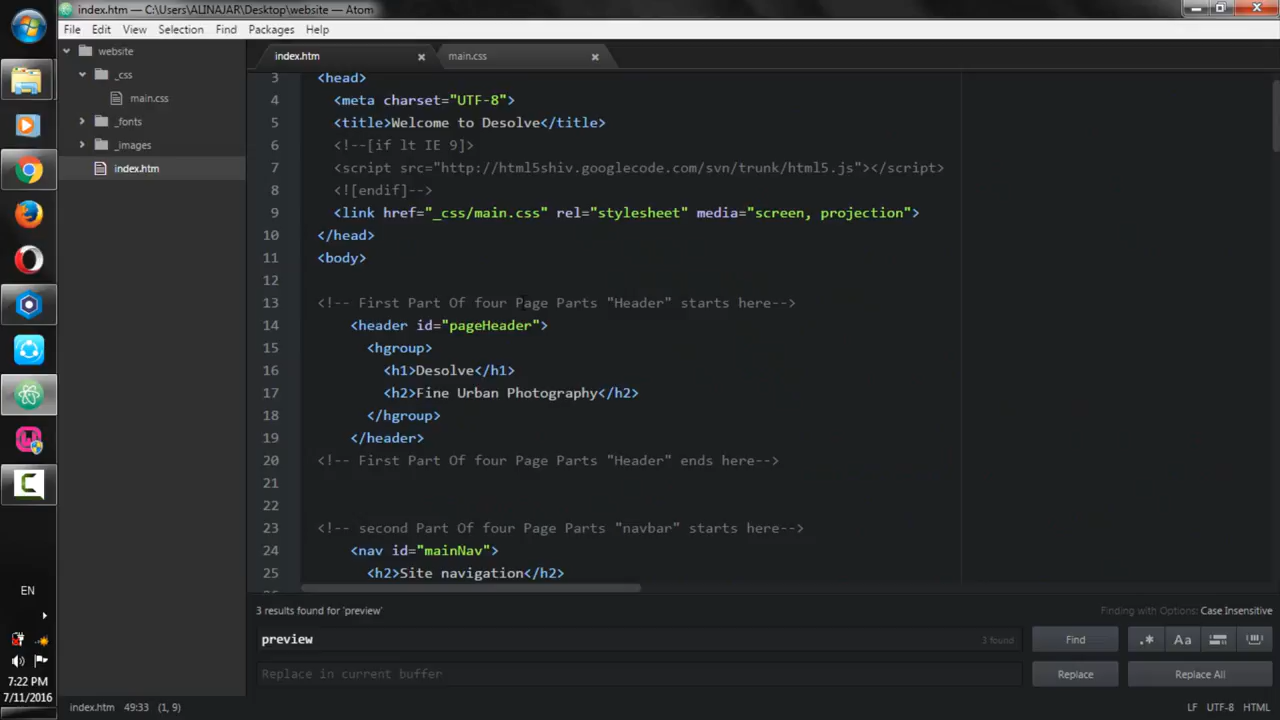 index.htm — C:\Users\ALINAJAR\Desktop\website — Atom
File Edit View Selection Find Packages Help
website
_css
main.css
_fonts
_images
index.htm
index.htm
main.css
3 <head>
4 <meta charset="UTF-8">
5 <title>Welcome to Desolve</title>
6 <!--[if lt IE 9]>
7 <script src="http://html5shiv.googlecode.com/svn/trunk/html5.js"></script>
8 <![endif]-->
9 <link href="_css/main.css" rel="stylesheet" media="screen, projection">
10 </head>
11 <body>
12
13 <!-- First Part Of four Page Parts "Header" starts here-->
14 <header id="pageHeader">
15 <hgroup>
16 <h1>Desolve</h1>
17 <h2>Fine Urban Photography</h2>
18 </hgroup>
19 </header>
20 <!-- First Part Of four Page Parts "Header" ends here-->
21
22
23 <!-- second Part Of four Page Parts "navbar" starts here-->
24 <nav id="mainNav">
25 <h2>Site navigation</h2>
3 results found for 'preview'
Finding with Options: Case Insensitive
preview
3 found
Find
.*
Aa
Replace in current buffer
Replace
Replace All
EN
7:22 PM
7/11/2016
index.htm 49:33 (1, 9)
LF UTF-8 HTML